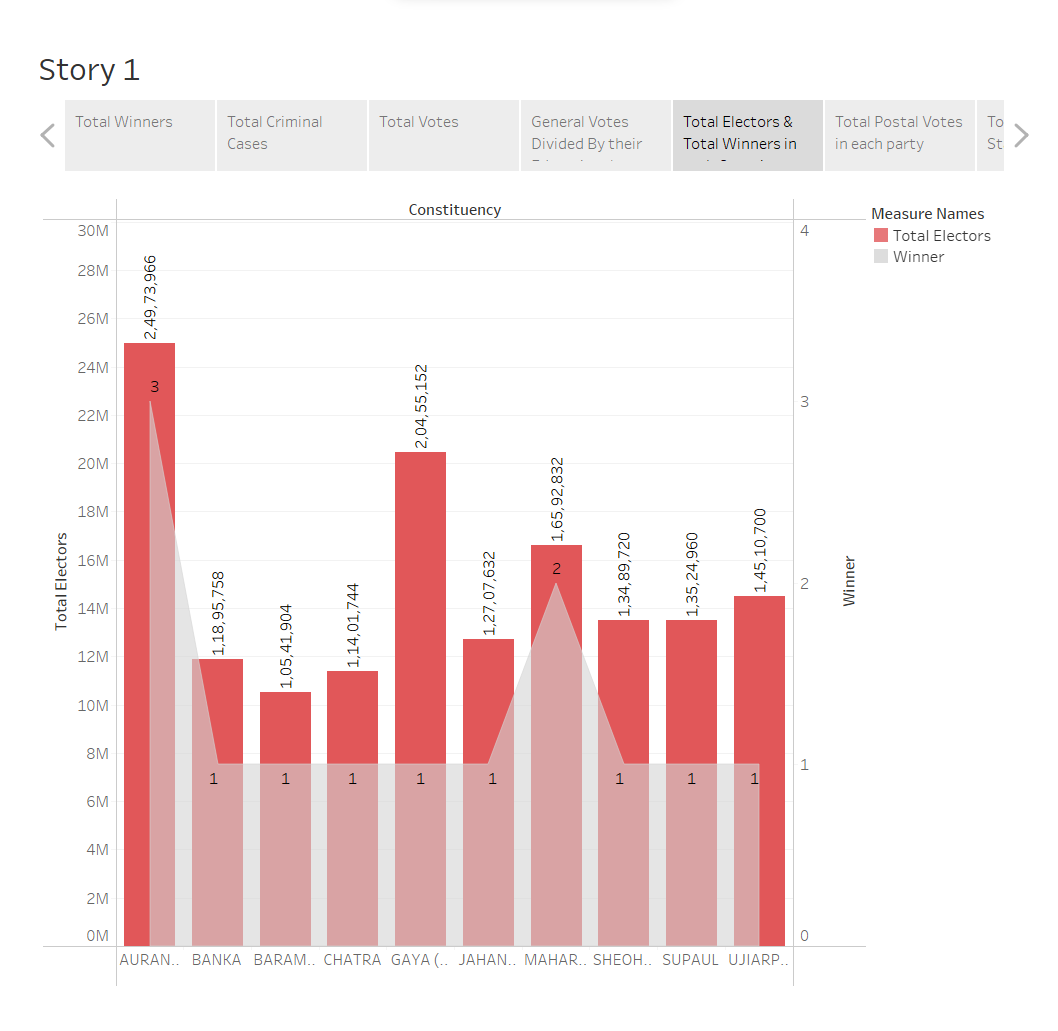 Story 1
Total Winners
Total Criminal
Cases
Total Votes
General Votes
Divided By their
Total Electors &
Total Winners in
Total Postal Votes
in each party
To
St
Constituency
Measure Names
Total Electors
Winner
30M
28M
26M
24M
22M
20M
18M
16M
14M
12M
10M
8M
6M
4M
2M
0M
Total Electors
2,49,73,966
1,18,95,758
1,05,41,904
1,14,01,744
2,04,55,152
1,27,07,632
1,65,92,832
1,34,89,720
1,35,24,960
1,45,10,700
3
1
1
1
1
1
2
1
1
1
4
3
2
1
0
Winner
AURAN.. BANKA BARAM.. CHATRA GAYA (.. JAHAN.. MAHAR.. SHEOH.. SUPAUL UJIARP..